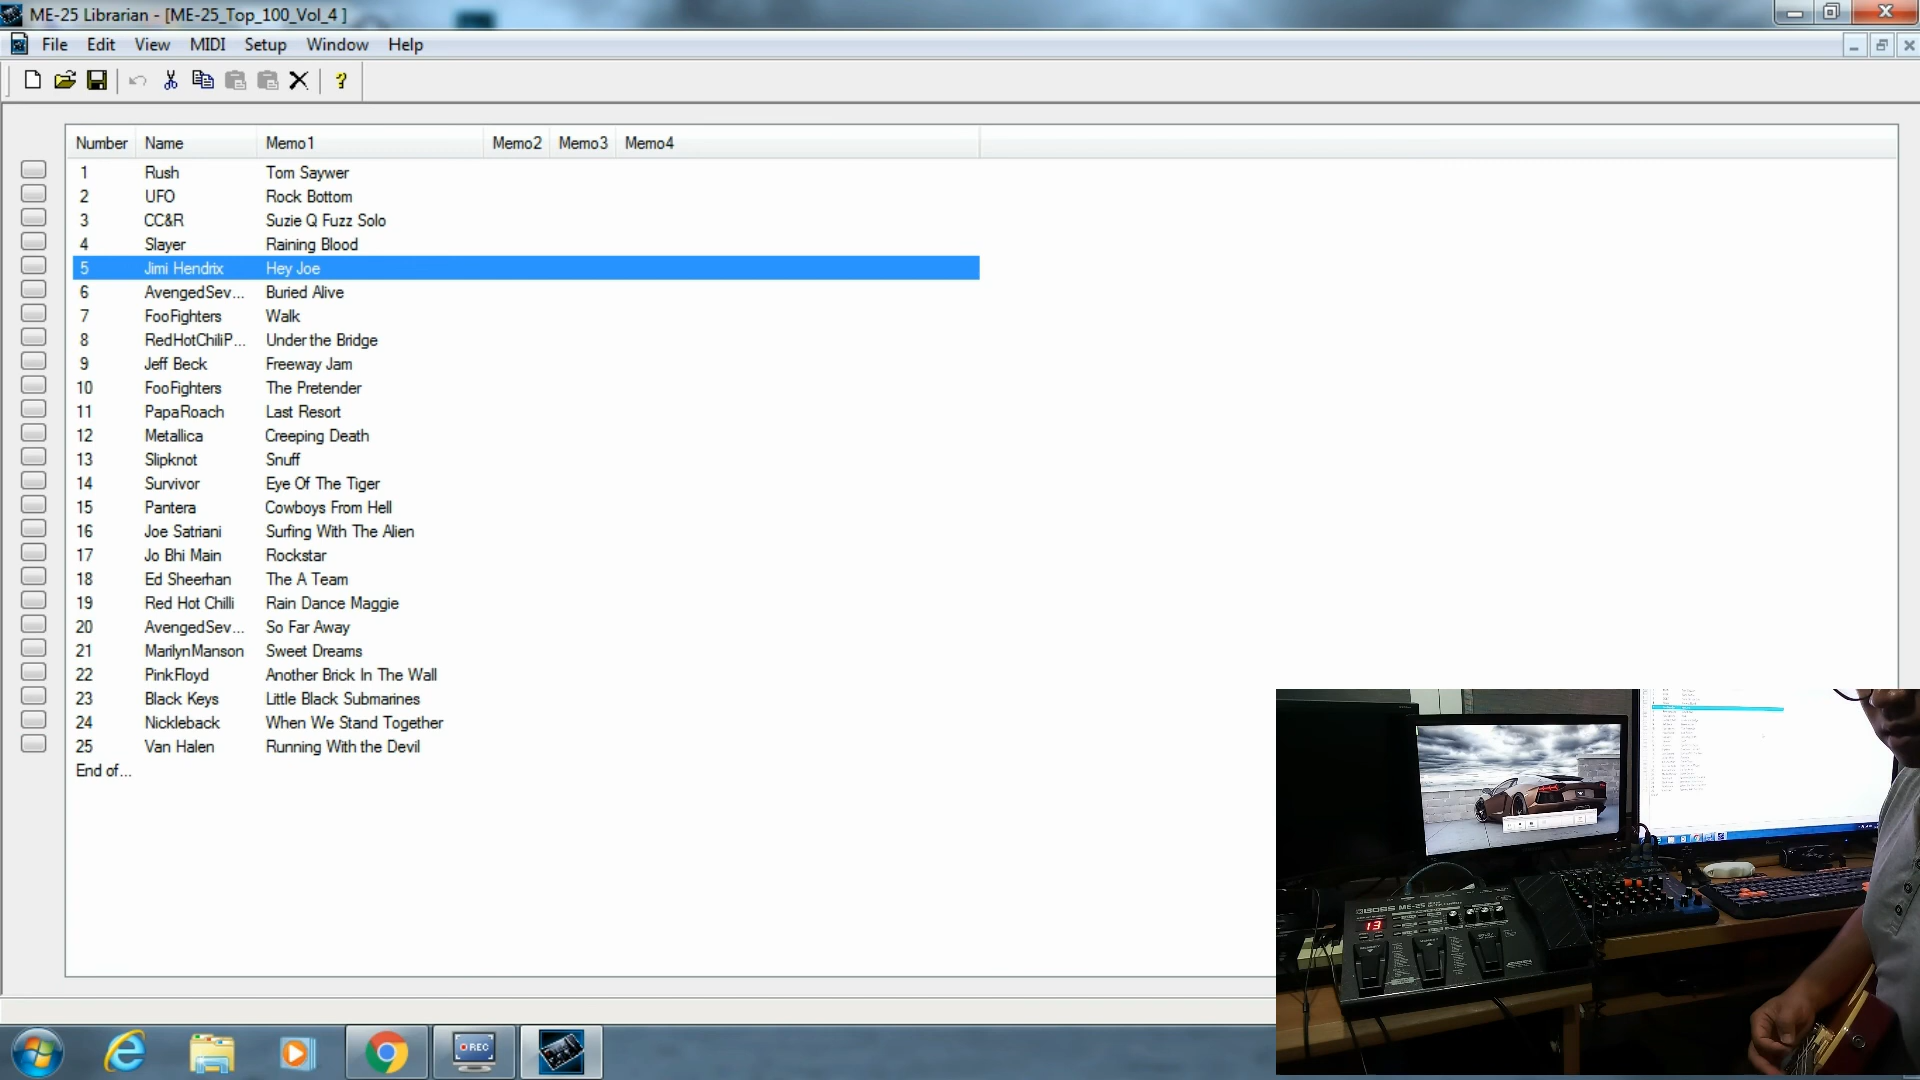 ME-25 Librarian - [ME-25_Top_100_Vol_4 ]
File Edit View MIDI Setup Window Help
Number Name Memo1 Memo2 Memo3 Memo4
1 Rush Tom Saywer
2 UFO Rock Bottom
3 CC&R Suzie Q Fuzz Solo
4 Slayer Raining Blood
5 Jimi Hendrix Hey Joe
6 AvengedSev... Buried Alive
7 FooFighters Walk
8 RedHotChiliP... Under the Bridge
9 Jeff Beck Freeway Jam
10 FooFighters The Pretender
11 PapaRoach Last Resort
12 Metallica Creeping Death
13 Slipknot Snuff
14 Survivor Eye Of The Tiger
15 Pantera Cowboys From Hell
16 Joe Satriani Surfing With The Alien
17 Jo Bhi Main Rockstar
18 Ed Sheerhan The A Team
19 Red Hot Chilli Rain Dance Maggie
20 AvengedSev... So Far Away
21 MarilynManson Sweet Dreams
22 PinkFloyd Another Brick In The Wall
23 Black Keys Little Black Submarines
24 Nickleback When We Stand Together
25 Van Halen Running With the Devil
End of...
BOSS ME-25
13
REC